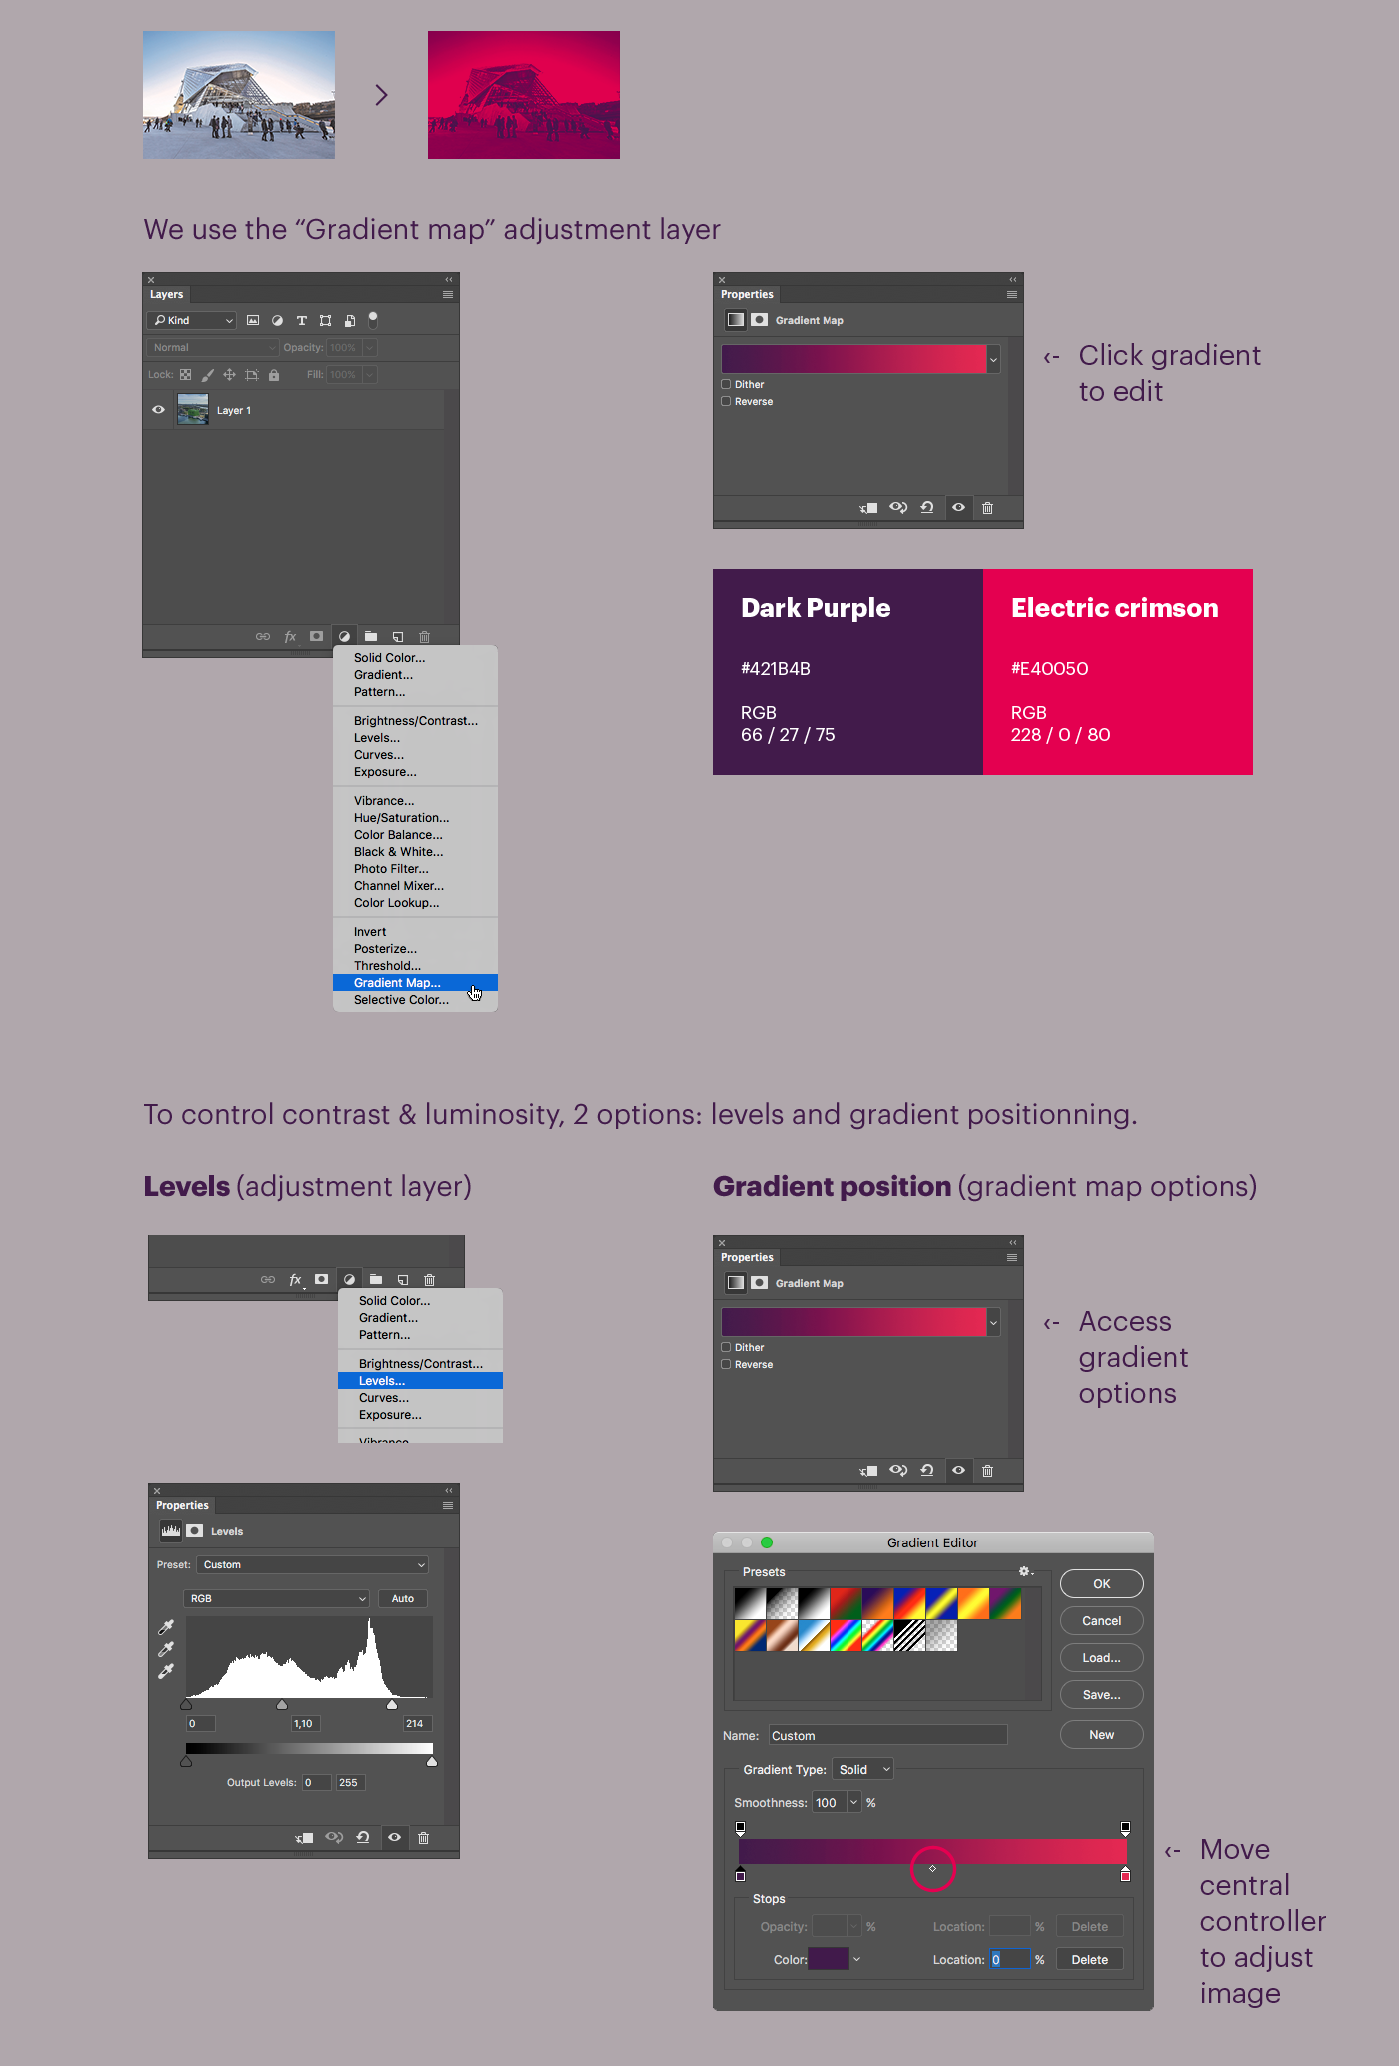 We use the “Gradient map” adjustment layer
Layers
Kind
Normal
Opacity: 100%
Lock:
Fill: 100%
Layer 1
fx
Solid Color...
Gradient...
Pattern...
Brightness/Contrast...
Levels...
Curves...
Exposure...
Vibrance...
Hue/Saturation...
Color Balance...
Black & White...
Photo Filter...
Channel Mixer...
Color Lookup...
Invert
Posterize...
Threshold...
Gradient Map...
Selective Color...
Properties
Gradient Map
Dither
Reverse
Click gradient
to edit
Dark Purple
#421B4B
RGB
66 / 27 / 75
Electric crimson
#E40050
RGB
228 / 0 / 80
To control contrast & luminosity, 2 options: levels and gradient positionning.
Levels (adjustment layer)
fx
Solid Color...
Gradient...
Pattern...
Brightness/Contrast...
Levels...
Curves...
Exposure...
Vibrance
Properties
Levels
Preset: Custom
RGB
Auto
0
1,10
214
Output Levels: 0 255
Gradient position (gradient map options)
Properties
Gradient Map
Dither
Reverse
Access
gradient
options
Gradient Editor
Presets
OK
Cancel
Load...
Save...
Name: Custom
New
Gradient Type: Solid
Smoothness: 100 %
Stops
Opacity: %
Location: %
Delete
Color:
Location: 0 %
Delete
Move
central
controller
to adjust
image